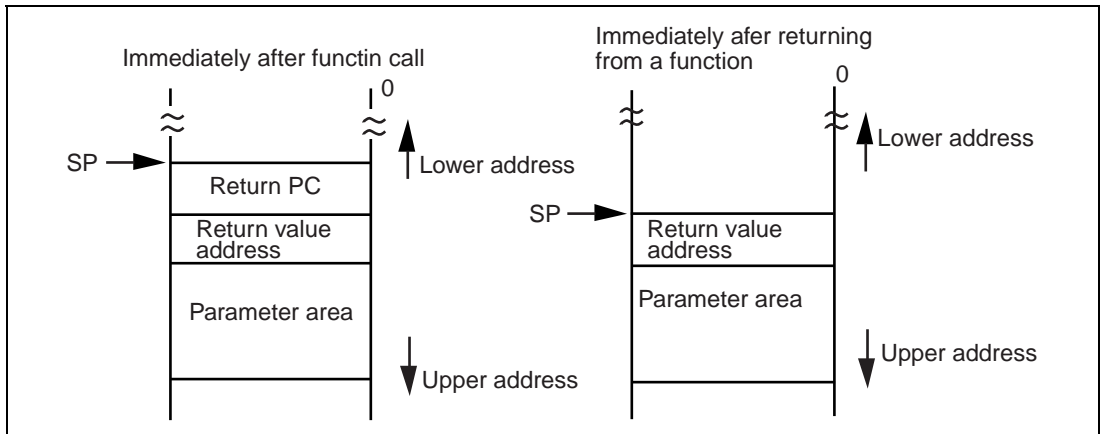 Immediately after functin call
0
SP
Lower address
Return PC
Return value
address
Parameter area
Upper address
Immediately afer returning
from a function
0
Lower address
SP
Return value
address
Parameter area
Upper address